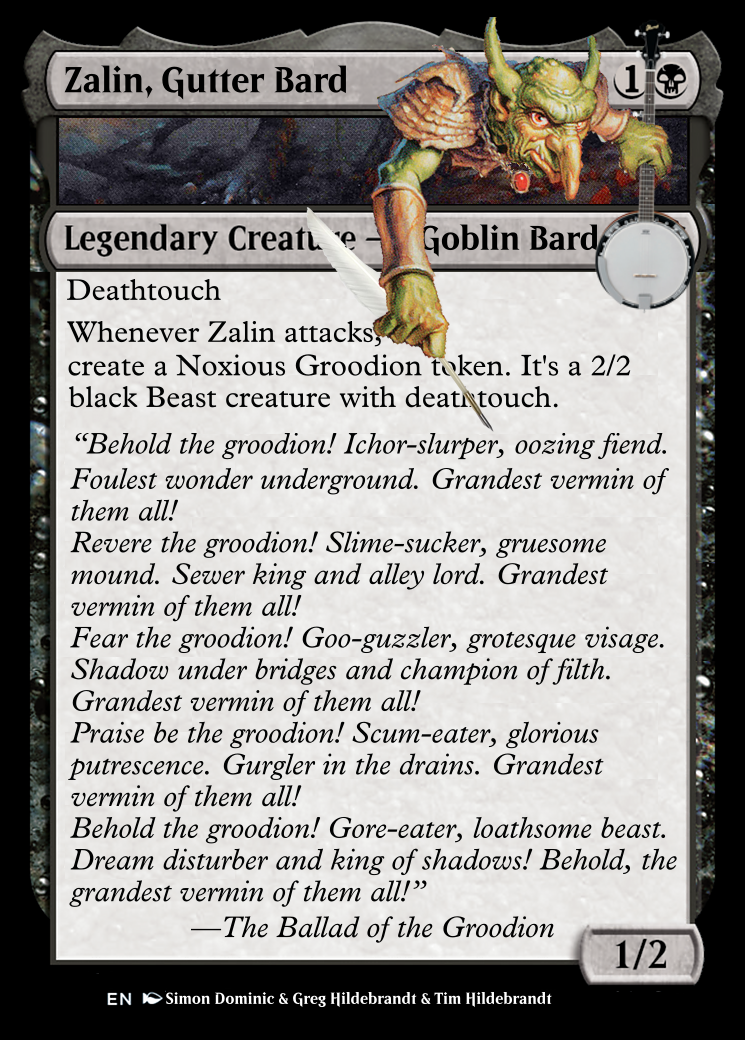 Zalin, Gutter Bard
1
Legendary Creature – Goblin Bard
Deathtouch
Whenever Zalin attacks,
create a Noxious Groodion token. It's a 2/2
black Beast creature with deathtouch.
“Behold the groodion! Ichor-slurper, oozing fiend.
Foulest wonder underground. Grandest vermin of
them all!
Revere the groodion! Slime-sucker, gruesome
mound. Sewer king and alley lord. Grandest
vermin of them all!
Fear the groodion! Goo-guzzler, grotesque visage.
Shadow under bridges and champion of filth.
Grandest vermin of them all!
Praise be the groodion! Scum-eater, glorious
putrescence. Gurgler in the drains. Grandest
vermin of them all!
Behold the groodion! Gore-eater, loathsome beast.
Dream disturber and king of shadows! Behold, the
grandest vermin of them all!”
—The Ballad of the Groodion
1/2
EN Simon Dominic & Greg Hildebrandt & Tim Hildebrandt